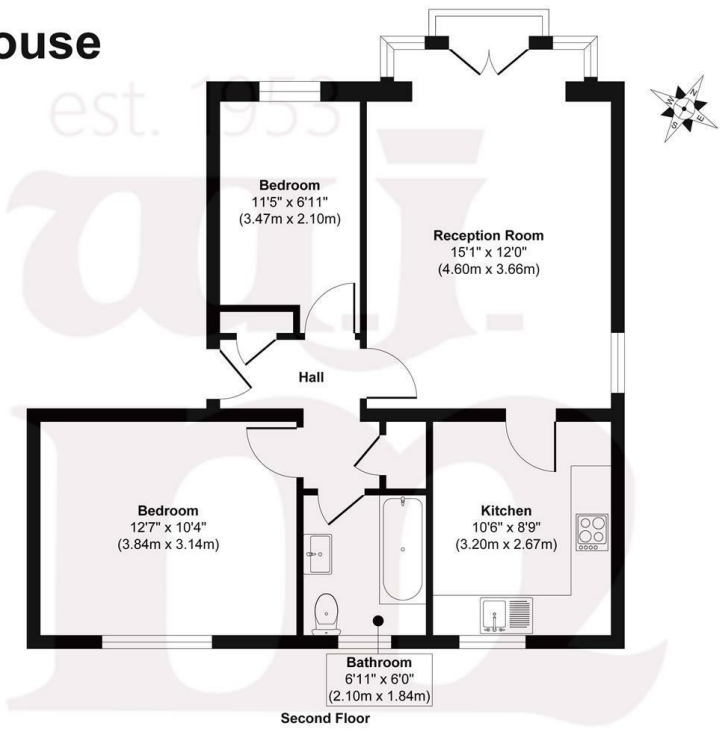 ouse
est. 1953
N
W
E
S
Bedroom
11'5" x 6'11"
(3.47m x 2.10m)
Reception Room
15'1" x 12'0"
(4.60m x 3.66m)
Hall
Bedroom
12'7" x 10'4"
(3.84m x 3.14m)
Kitchen
10'6" x 8'9"
(3.20m x 2.67m)
Bathroom
6'11" x 6'0"
(2.10m x 1.84m)
Second Floor